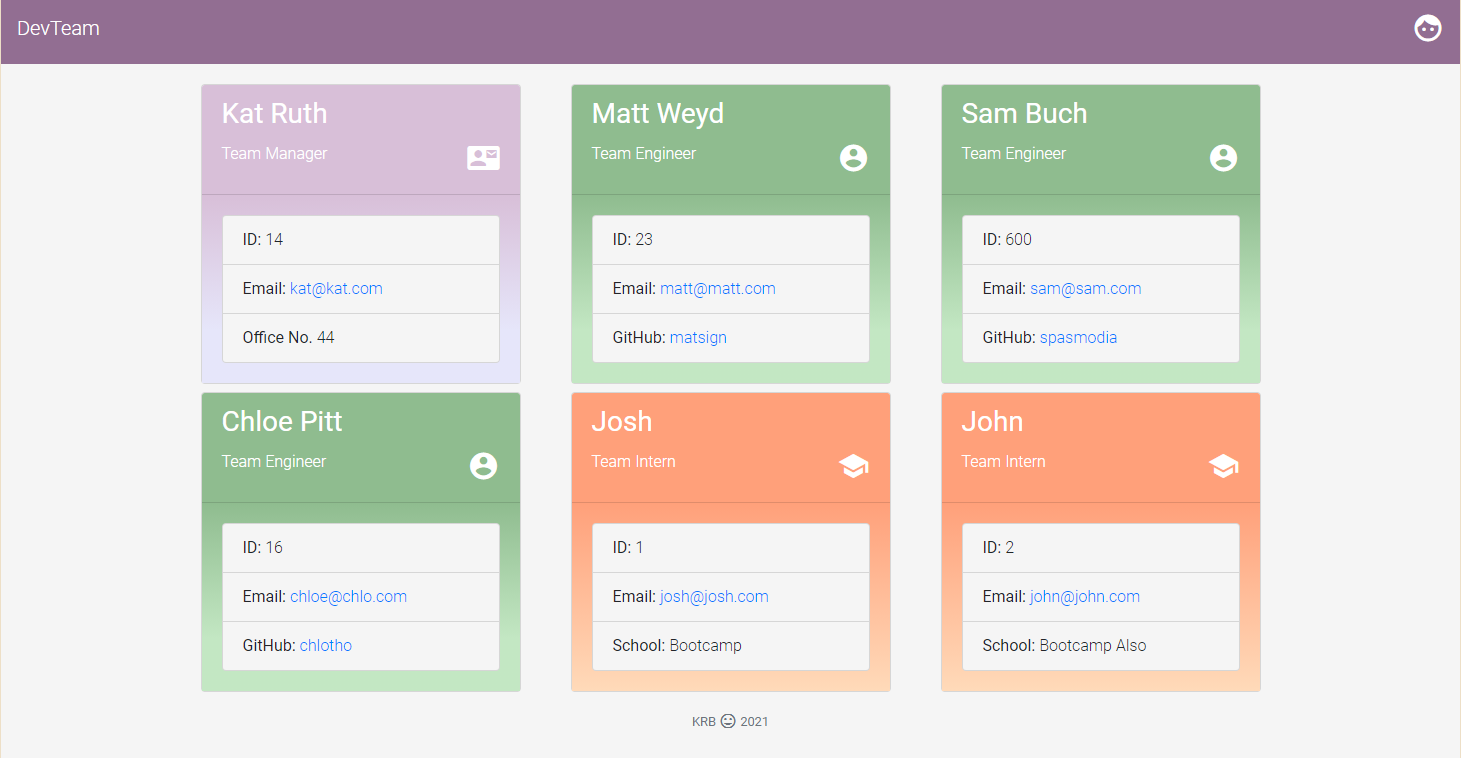 DevTeam
Kat Ruth
Team Manager
ID: 14
Email: kat@kat.com
Office No. 44
Matt Weyd
Team Engineer
ID: 23
Email: matt@matt.com
GitHub: matsign
Sam Buch
Team Engineer
ID: 600
Email: sam@sam.com
GitHub: spasmodia
Chloe Pitt
Team Engineer
ID: 16
Email: chloe@chlo.com
GitHub: chlotho
Josh
Team Intern
ID: 1
Email: josh@josh.com
School: Bootcamp
John
Team Intern
ID: 2
Email: john@john.com
School: Bootcamp Also
KRB 2021